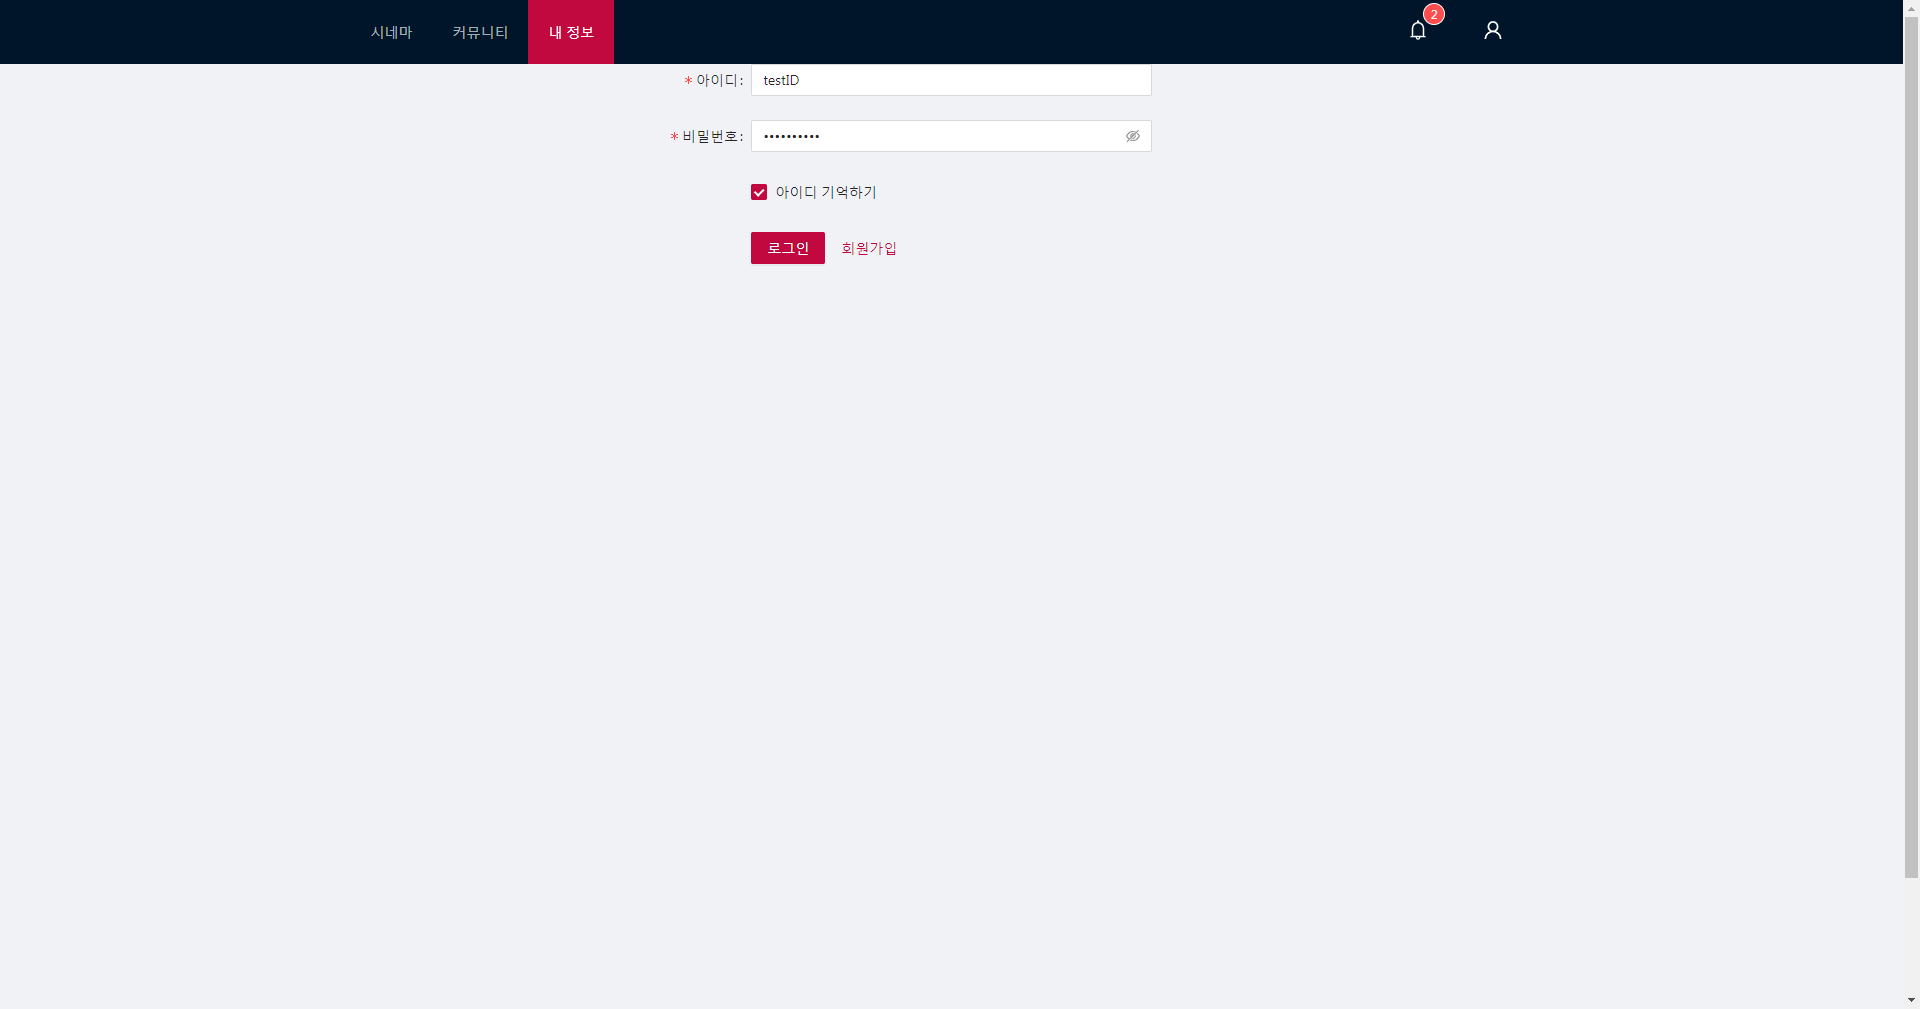 시네마 커뮤니티 내 정보 2
* 아이디: testID
* 비밀번호: ••••••••••
아이디 기억하기
로그인 회원가입